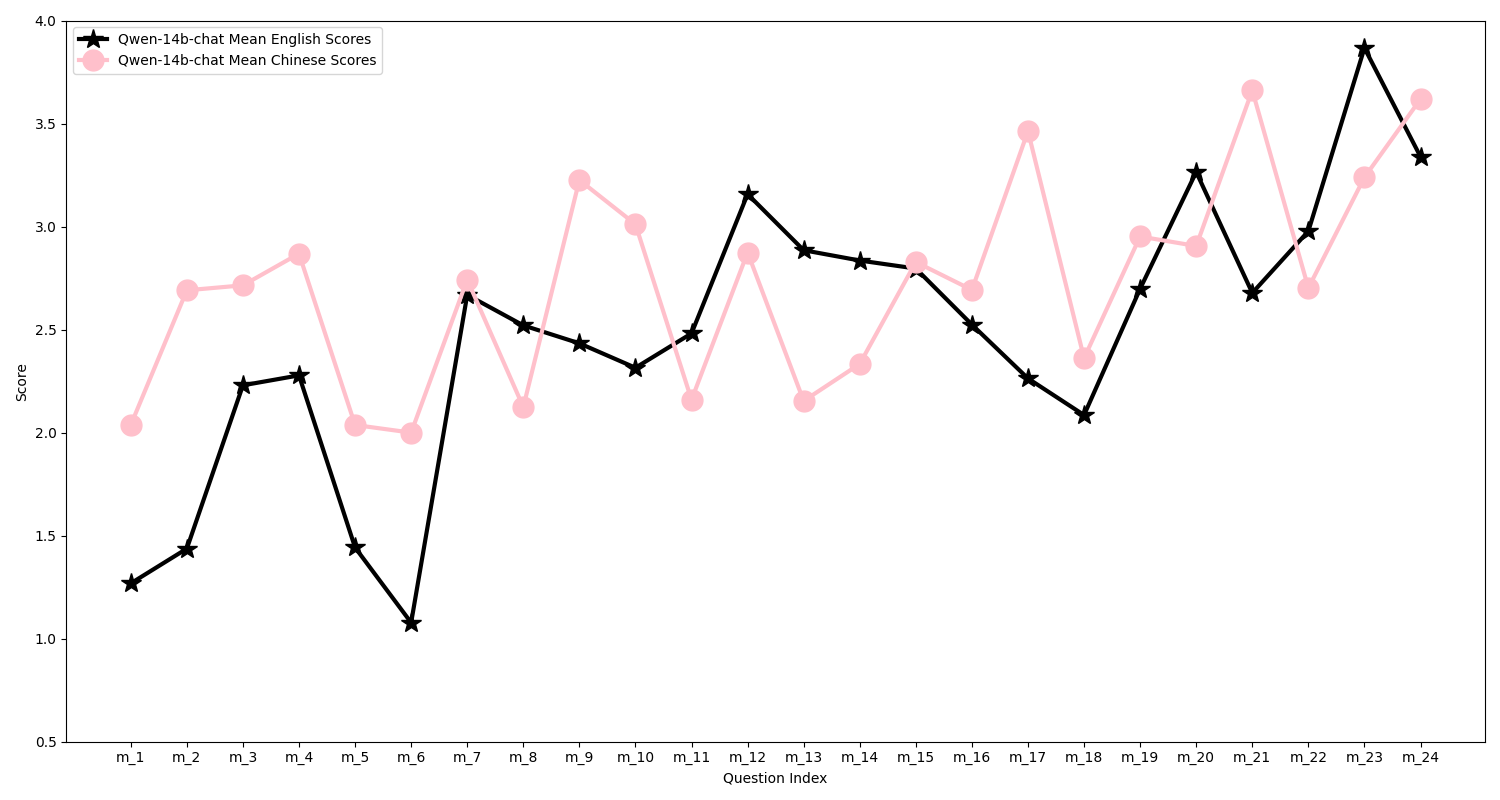 Qwen-14b-chat Mean English Scores
Qwen-14b-chat Mean Chinese Scores
4.0
3.5
3.0
2.5
2.0
1.5
1.0
0.5
Score
m_1 m_2 m_3 m_4 m_5 m_6 m_7 m_8 m_9 m_10 m_11 m_12 m_13 m_14 m_15 m_16 m_17 m_18 m_19 m_20 m_21 m_22 m_23 m_24
Question Index